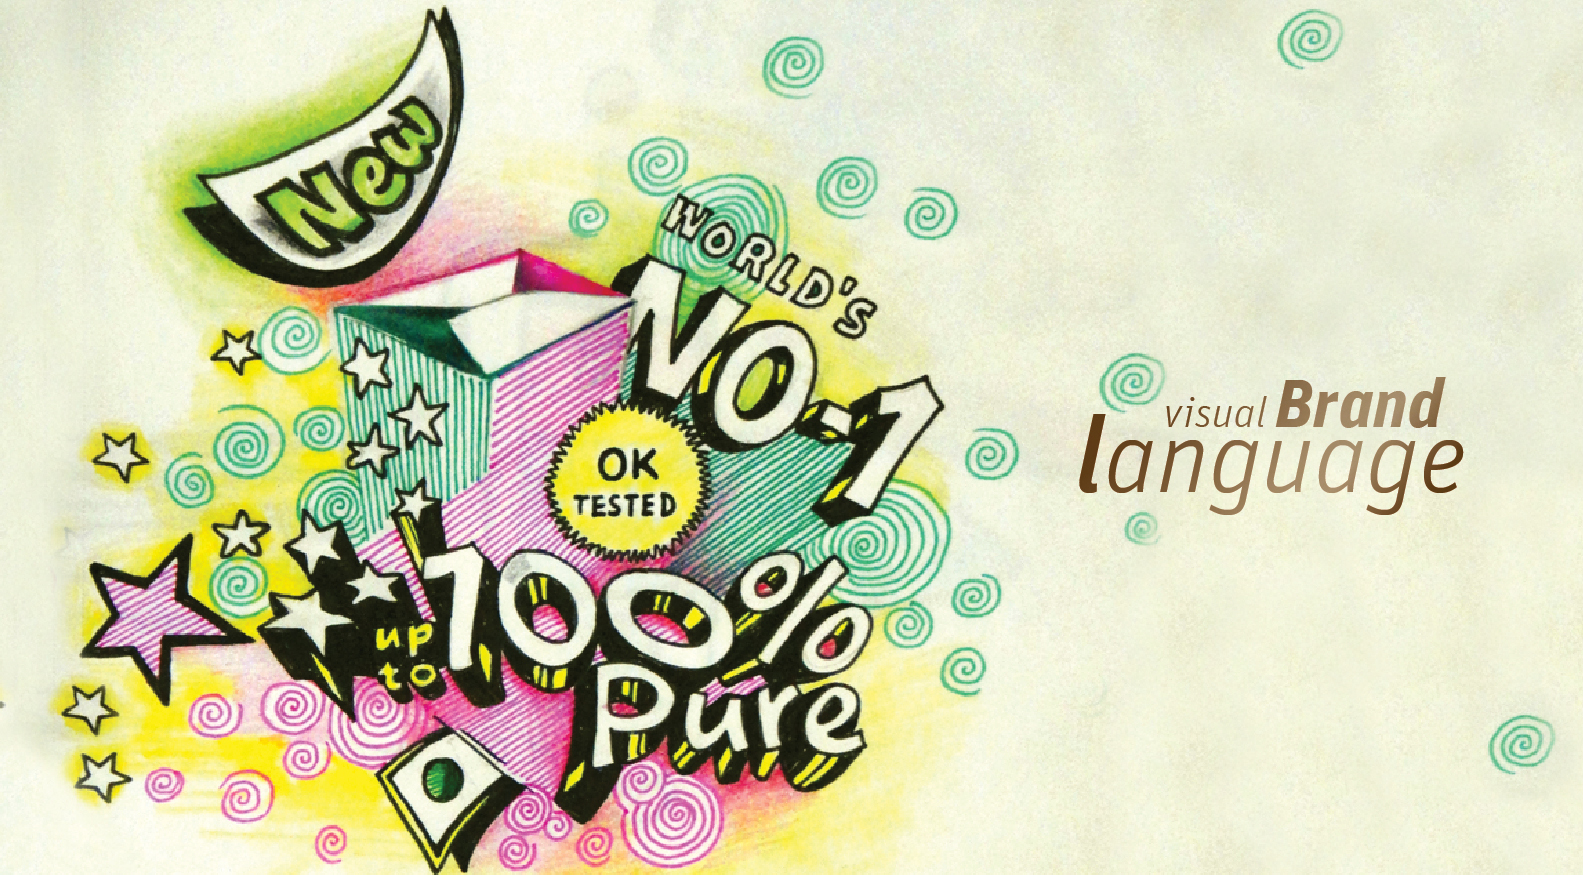 New
WORLD'S
NO-1
OK
TESTED
up
to
100%
Pure
visual Brand
language